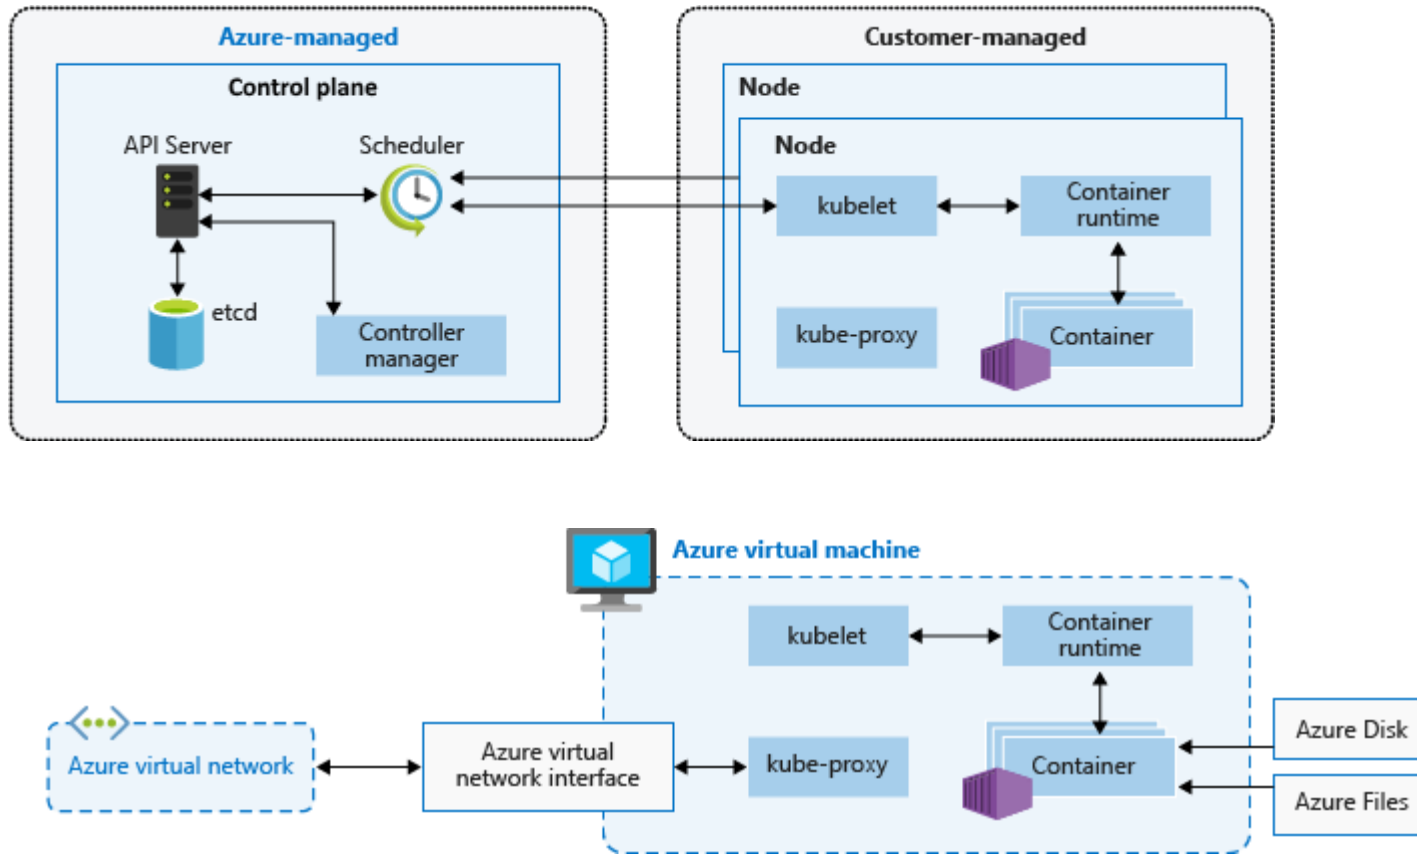 Azure-managed
Control plane
API Server
Scheduler
etcd
Controller
manager
Customer-managed
Node
Node
kubelet
Container
runtime
kube-proxy
Container
Azure virtual machine
kubelet
Container
runtime
Azure virtual network
Azure virtual
network interface
kube-proxy
Container
Azure Disk
Azure Files